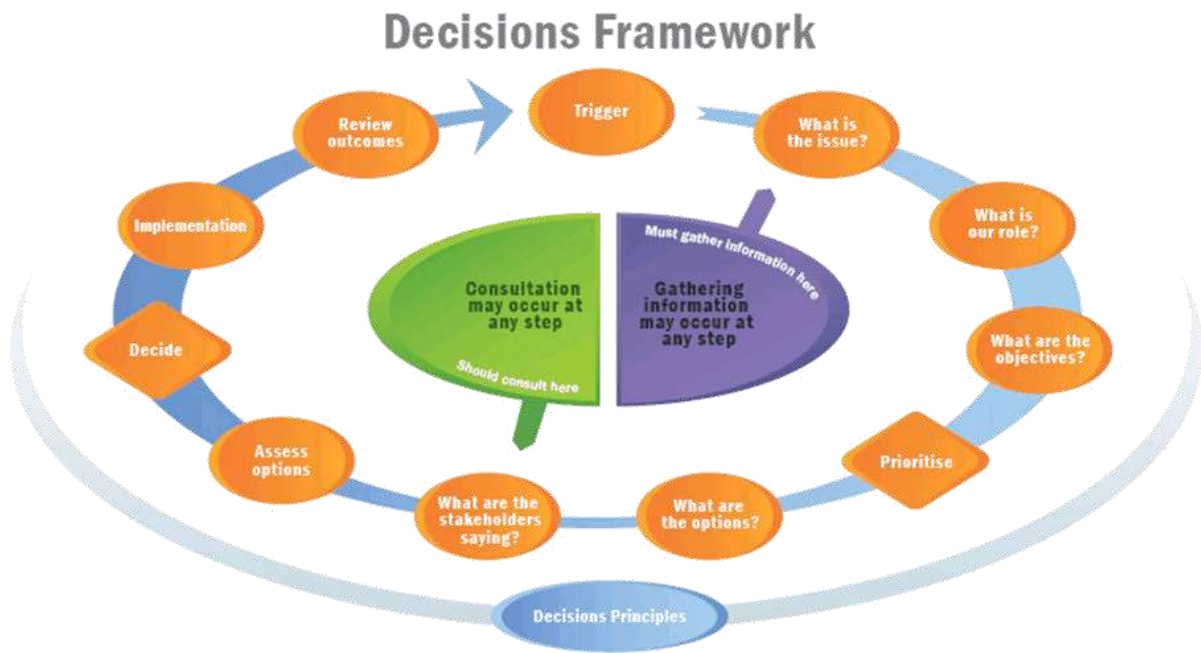 Decisions Framework
Trigger
What is
the issue?
What is
our role?
What are the
objectives?
Prioritise
What are
the options?
What are the
stakeholders
saying?
Assess
options
Decide
Implementation
Review
outcomes
Consultation
may occur at
any step
Should consult here
Must gather information here
Gathering
information
may occur at
any step
Decisions Principles